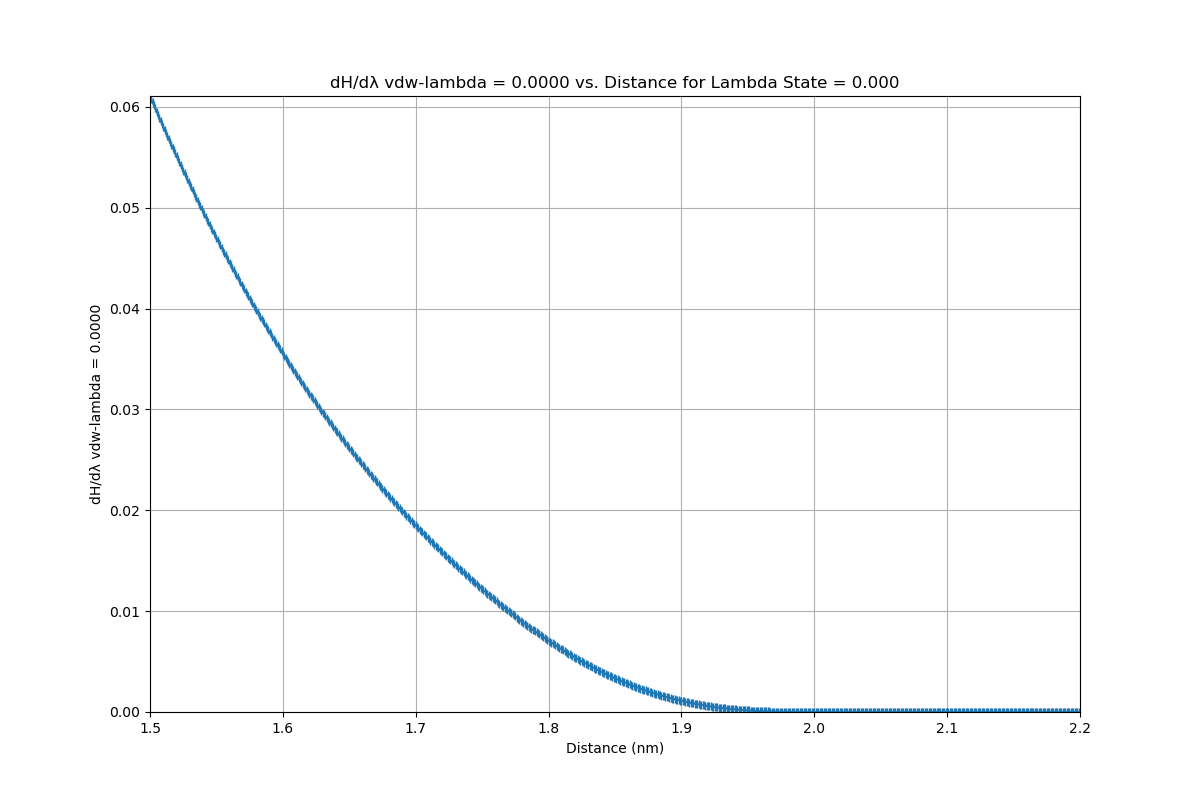 dH/dλ vdw-lambda = 0.0000 vs. Distance for Lambda State = 0.000
dH/dλ vdw-lambda = 0.0000
0.06
0.05
0.04
0.03
0.02
0.01
0.00
1.5 1.6 1.7 1.8 1.9 2.0 2.1 2.2
Distance (nm)